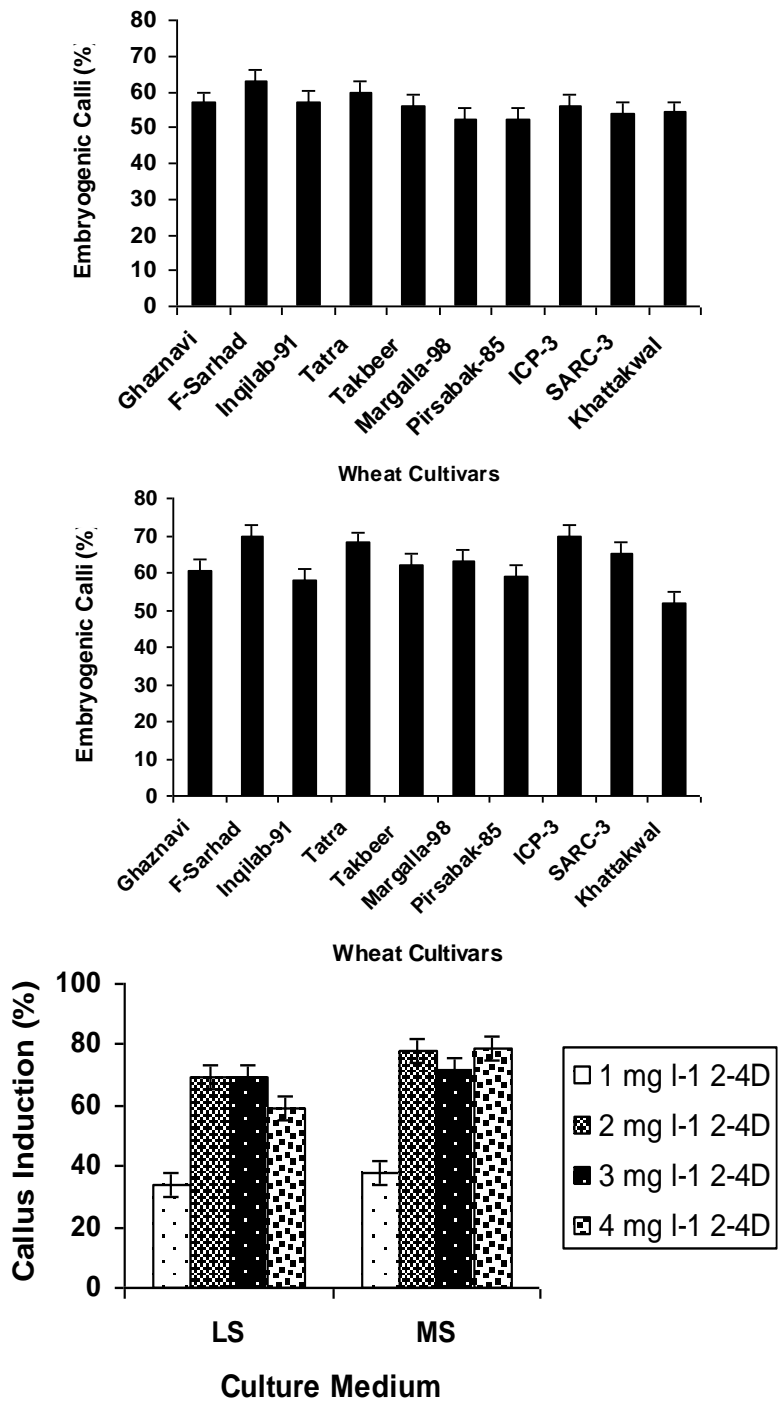 Embryogenic Calli (%)
80
70
60
50
40
30
20
10
0
Ghaznavi
F-Sarhad
Inqilab-91
Tatra
Takbeer
Margalla-98
Pirsabak-85
ICP-3
SARC-3
Khattakwal
Wheat Cultivars
Embryogenic Calli (%)
80
70
60
50
40
30
20
10
0
Ghaznavi
F-Sarhad
Inqilab-91
Tatra
Takbeer
Margalla-98
Pirsabak-85
ICP-3
SARC-3
Khattakwal
Wheat Cultivars
Callus Induction (%)
100
80
60
40
20
0
LS
MS
Culture Medium
1 mg l-1 2-4D
2 mg l-1 2-4D
3 mg l-1 2-4D
4 mg l-1 2-4D